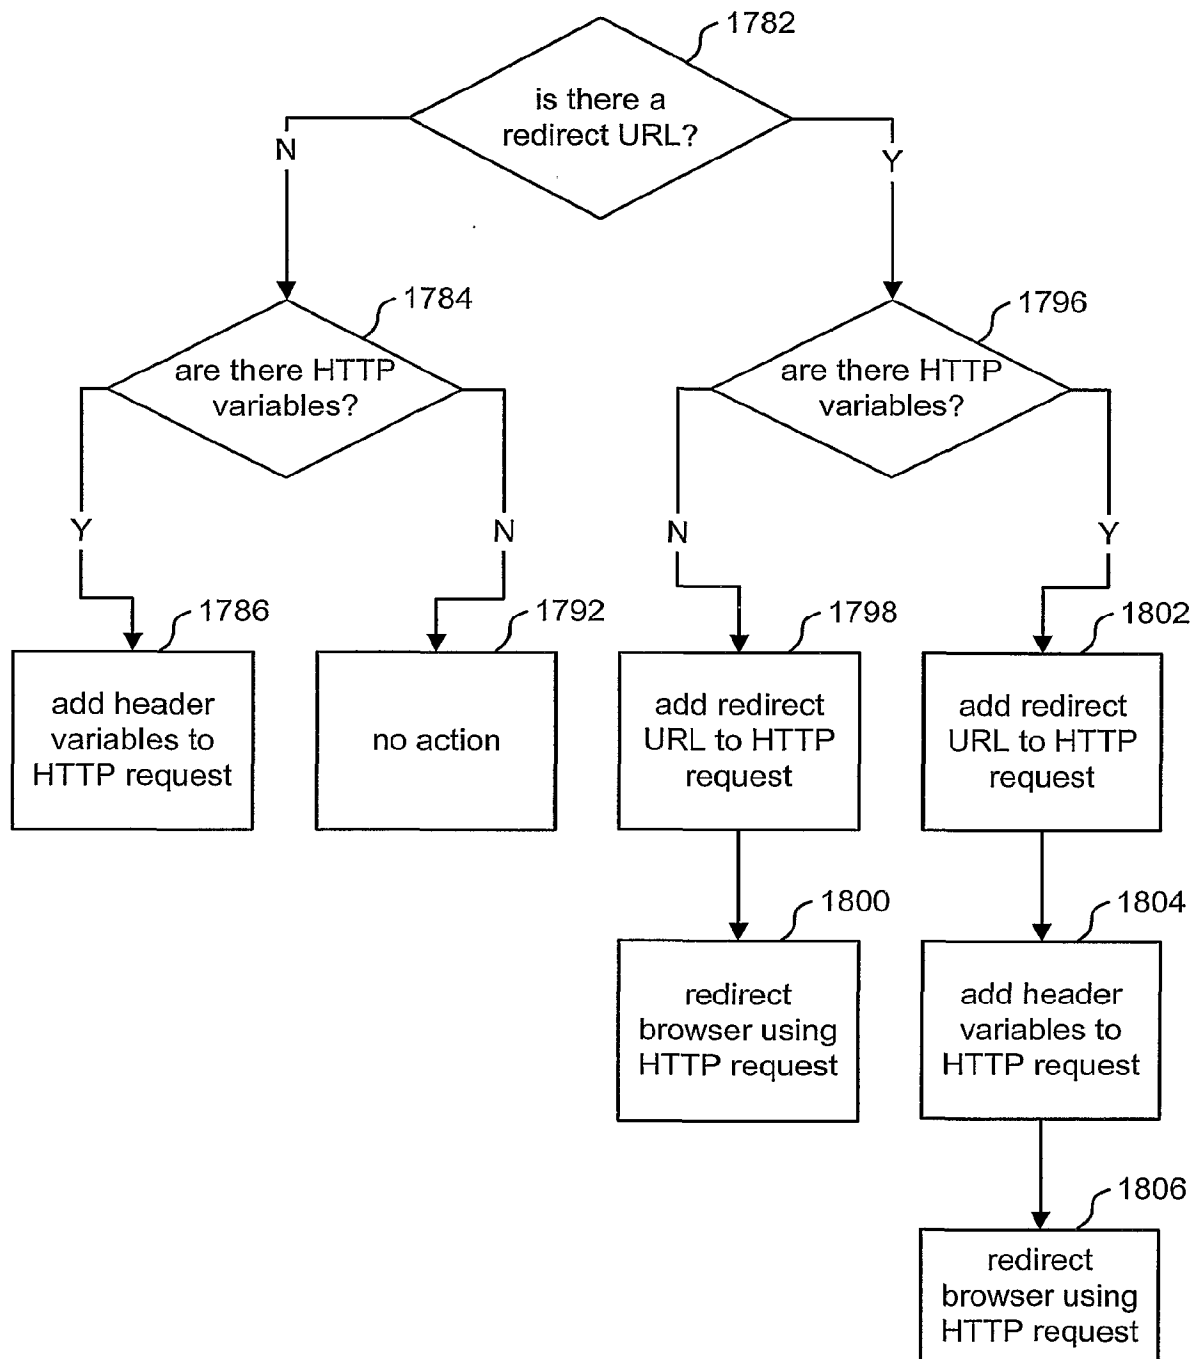 1782
is there a
redirect URL?
N
Y
1784
1796
are there HTTP
variables?
are there HTTP
variables?
Y
N
N
Y
1786
1792
1798
1802
add header
variables to
HTTP request
no action
add redirect
URL to HTTP
request
add redirect
URL to HTTP
request
1800
1804
redirect
browser using
HTTP request
add header
variables to
HTTP request
1806
redirect
browser using
HTTP request